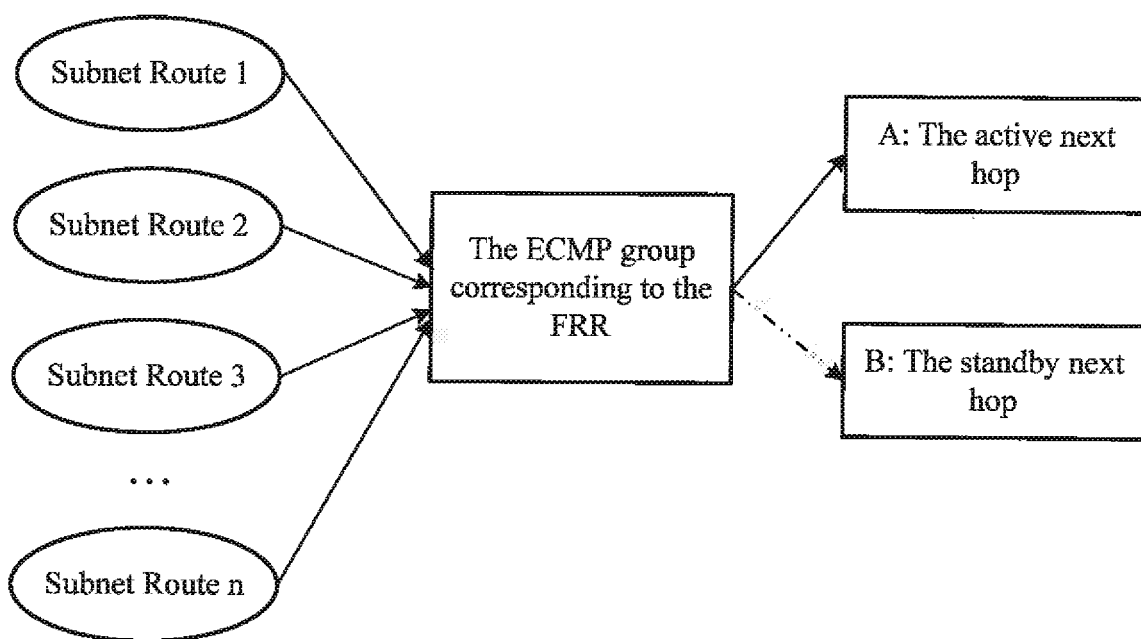 Subnet Route 1
Subnet Route 2
Subnet Route 3
...
Subnet Route n
The ECMP group
corresponding to the
FRR
A: The active next
hop
B: The standby next
hop